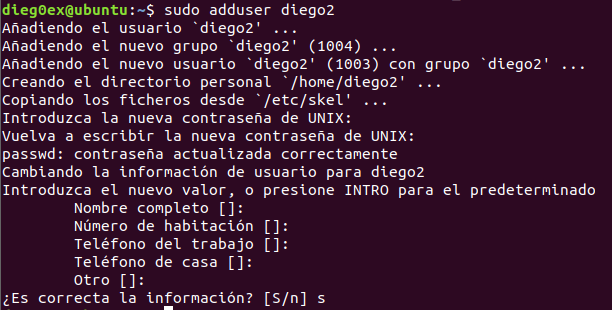 dieg0ex@ubuntu:~$ sudo adduser diego2
Añadiendo el usuario `diego2' ...
Añadiendo el nuevo grupo `diego2' (1004) ...
Añadiendo el nuevo usuario `diego2' (1003) con grupo `diego2' ...
Creando el directorio personal `/home/diego2' ...
Copiando los ficheros desde `/etc/skel' ...
Introduzca la nueva contraseña de UNIX:
Vuelva a escribir la nueva contraseña de UNIX:
passwd: contraseña actualizada correctamente
Cambiando la información de usuario para diego2
Introduzca el nuevo valor, o presione INTRO para el predeterminado
Nombre completo []:
Número de habitación []:
Teléfono del trabajo []:
Teléfono de casa []:
Otro []:
¿Es correcta la información? [S/n] s